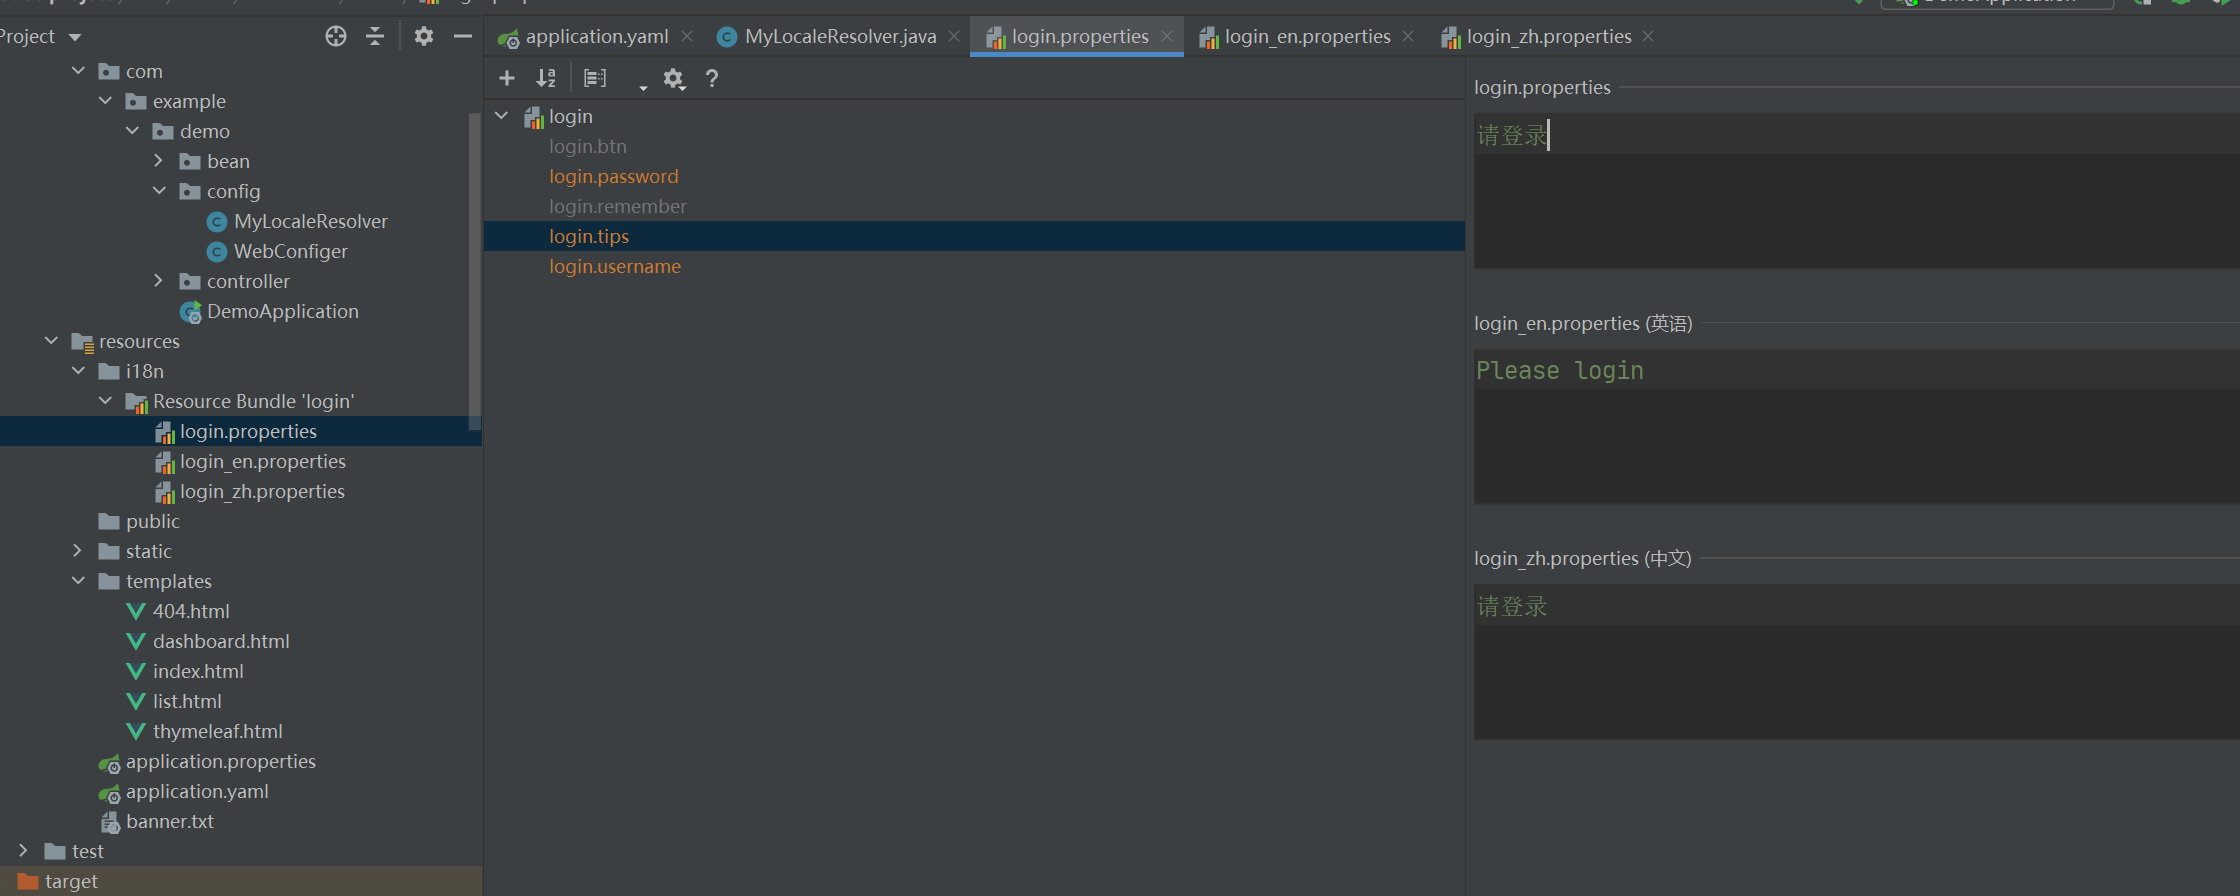 Project
com
example
demo
bean
config
MyLocaleResolver
WebConfiger
controller
DemoApplication
resources
i18n
Resource Bundle 'login'
login.properties
login_en.properties
login_zh.properties
public
static
templates
404.html
dashboard.html
index.html
list.html
thymeleaf.html
application.properties
application.yaml
banner.txt
test
target
application.yaml
MyLocaleResolver.java
login.properties
login_en.properties
login_zh.properties
login
login.btn
login.password
login.remember
login.tips
login.username
login.properties
请登录
login_en.properties (英语)
Please login
login_zh.properties (中文)
请登录